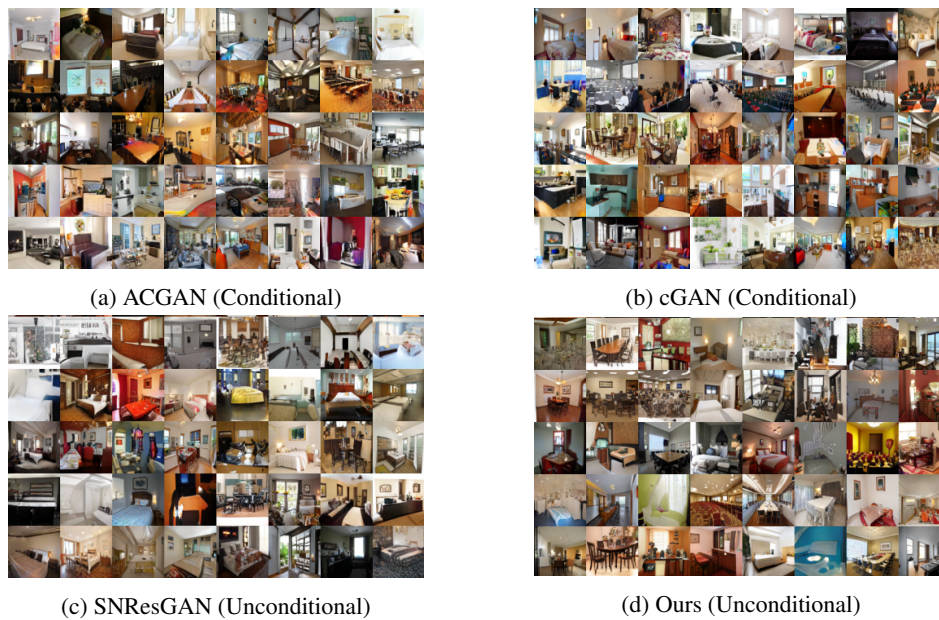 (a) ACGAN (Conditional)
(b) cGAN (Conditional)
(c) SNResGAN (Unconditional)
(d) Ours (Unconditional)